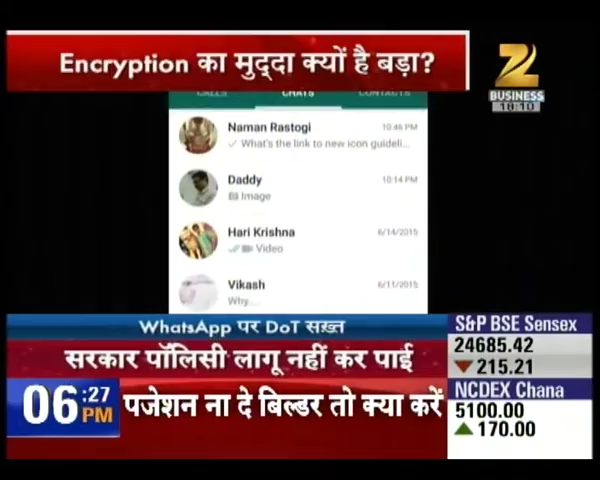 Encryption का मुद्दा क्यों है बड़ा?
Z
BUSINESS
18:10
CALLS CHATS CONTACTS
Naman Rastogi 10:46 PM
What's the link to new icon guideli...
Daddy 10:14 PM
Image
Hari Krishna 6/14/2015
Video
Vikash 6/11/2015
Why...
WhatsApp पर DoT सख़्त
सरकार पॉलिसी लागू नहीं कर पाई
06:27 PM
पजेशन ना दे बिल्डर तो क्या करें
S&P BSE Sensex
24685.42
215.21
NCDEX Chana
5100.00
170.00